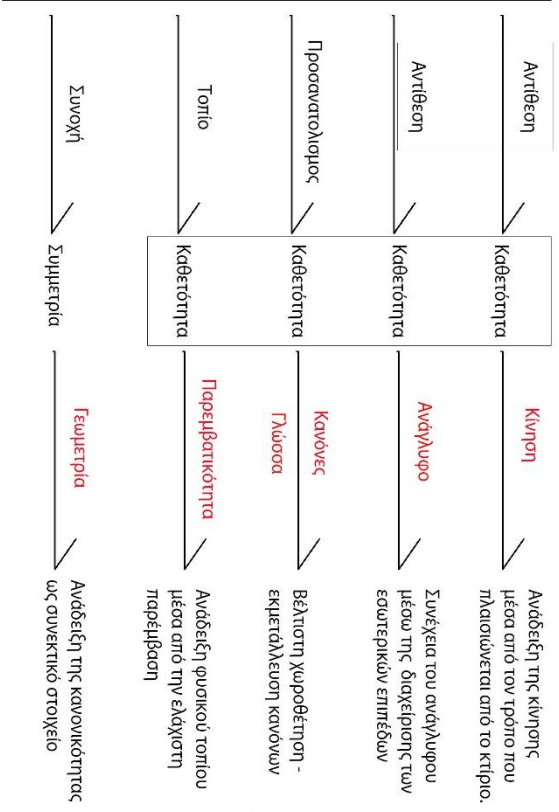 Αντίθεση
Καθετότητα
Κίνηση
Ανάδειξη της κίνησης
μέσα από τον τρόπο που
πλαισιώνεται από το κτίριο.
Αντίθεση
Καθετότητα
Ανάγλυφο
Συνέχεια του ανάγλυφου
μέσω της διαχείρισης των
εσωτερικών επιπέδων
Προσανατολισμος
Καθετότητα
Κανόνες
Γλώσσα
Βέλτιστη χωροθέτηση -
εκμετάλλευση κανόνων
Τοπίο
Καθετότητα
Παρεμβατικότητα
Ανάδειξη φυσικού τοπίου
μέσα από την ελάχιστη
παρέμβαση
Συνοχή
Συμμετρία
Γεωμετρία
Ανάδειξη της κανονικότητας
ως συνεκτικό στοιχείο